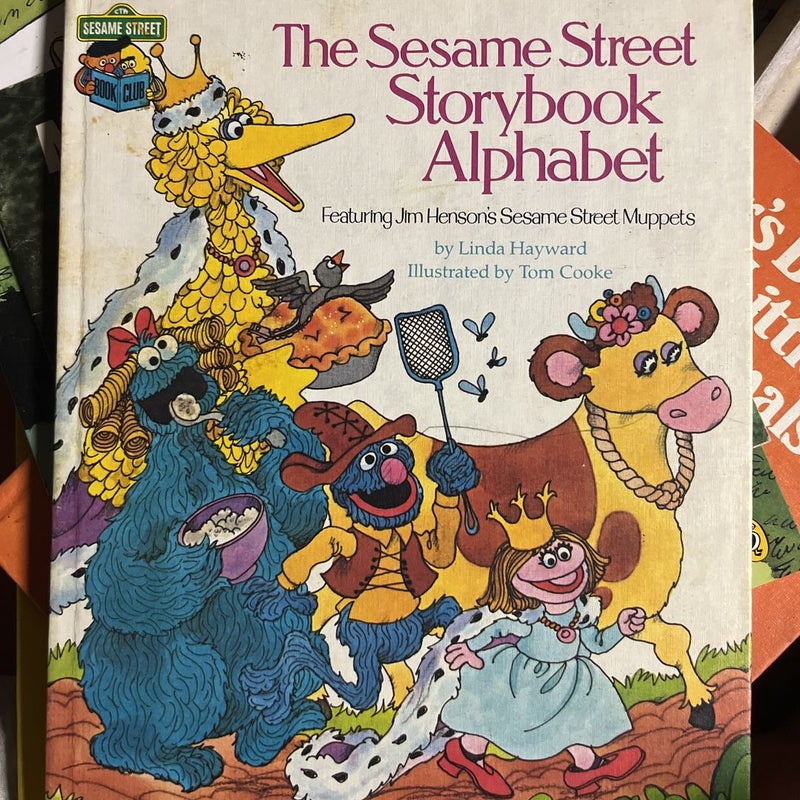 CTW
SESAME STREET
BOOK CLUB
The Sesame Street
Storybook
Alphabet
Featuring Jim Henson's Sesame Street Muppets
by Linda Hayward
Illustrated by Tom Cooke